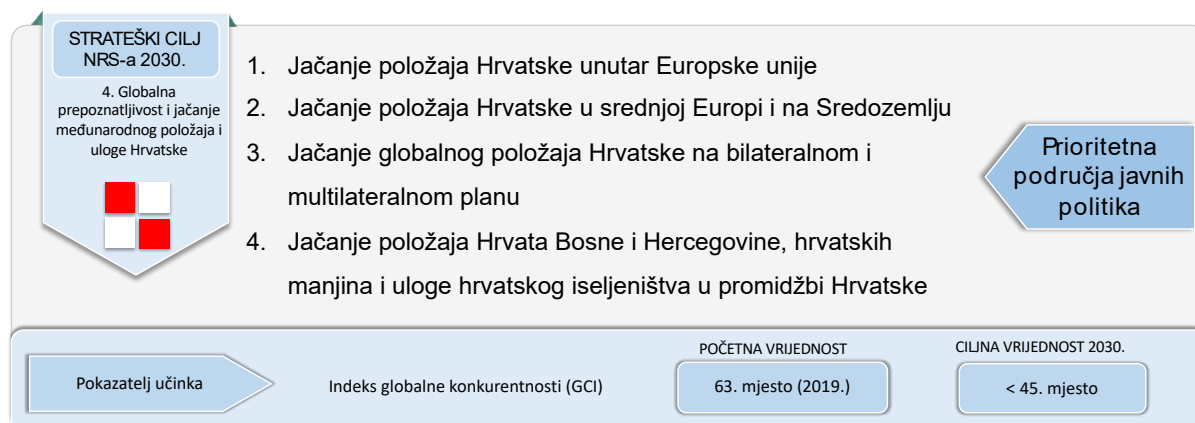 STRATEŠKI CILJ
NRS-a 2030.
4. Globalna
prepoznatljivost i jačanje
međunarodnog položaja i
uloge Hrvatske
1. Jačanje položaja Hrvatske unutar Europske unije
2. Jačanje položaja Hrvatske u srednjoj Europi i na Sredozemlju
3. Jačanje globalnog položaja Hrvatske na bilateralnom i
multilateralnom planu
4. Jačanje položaja Hrvata Bosne i Hercegovine, hrvatskih
manjina i uloge hrvatskog iseljeništva u promidžbi Hrvatske
Prioritetna
područja javnih
politika
Pokazatelj učinka
Indeks globalne konkurentnosti (GCI)
POČETNA VRIJEDNOST
63. mjesto (2019.)
CILJNA VRIJEDNOST 2030.
< 45. mjesto